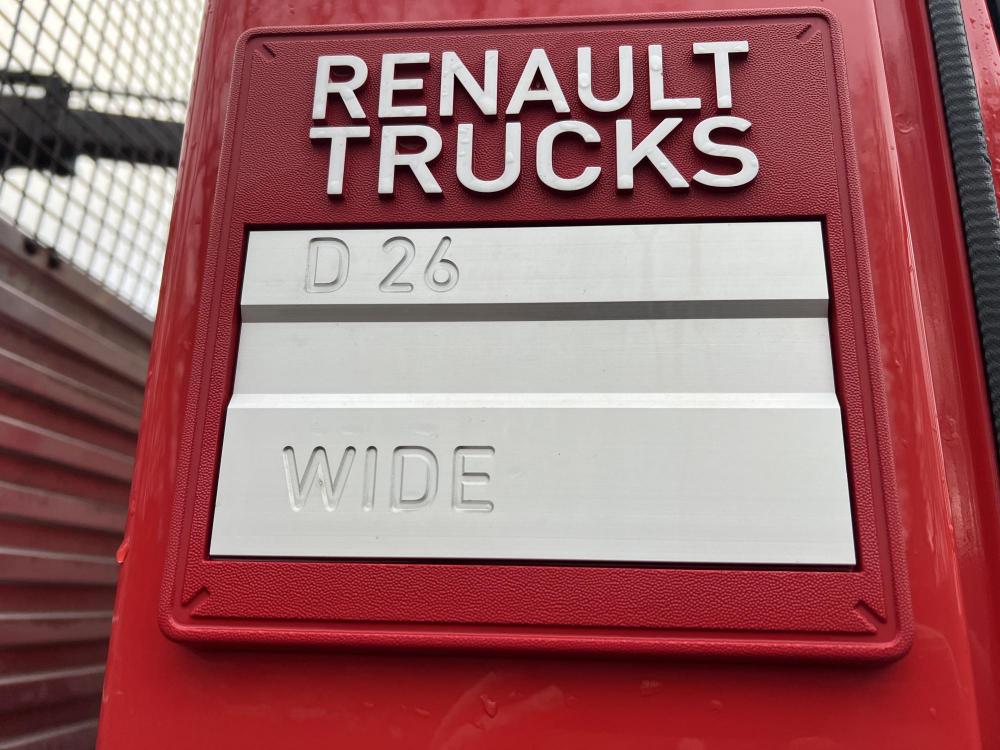 RENAULT
TRUCKS
D 26
WIDE